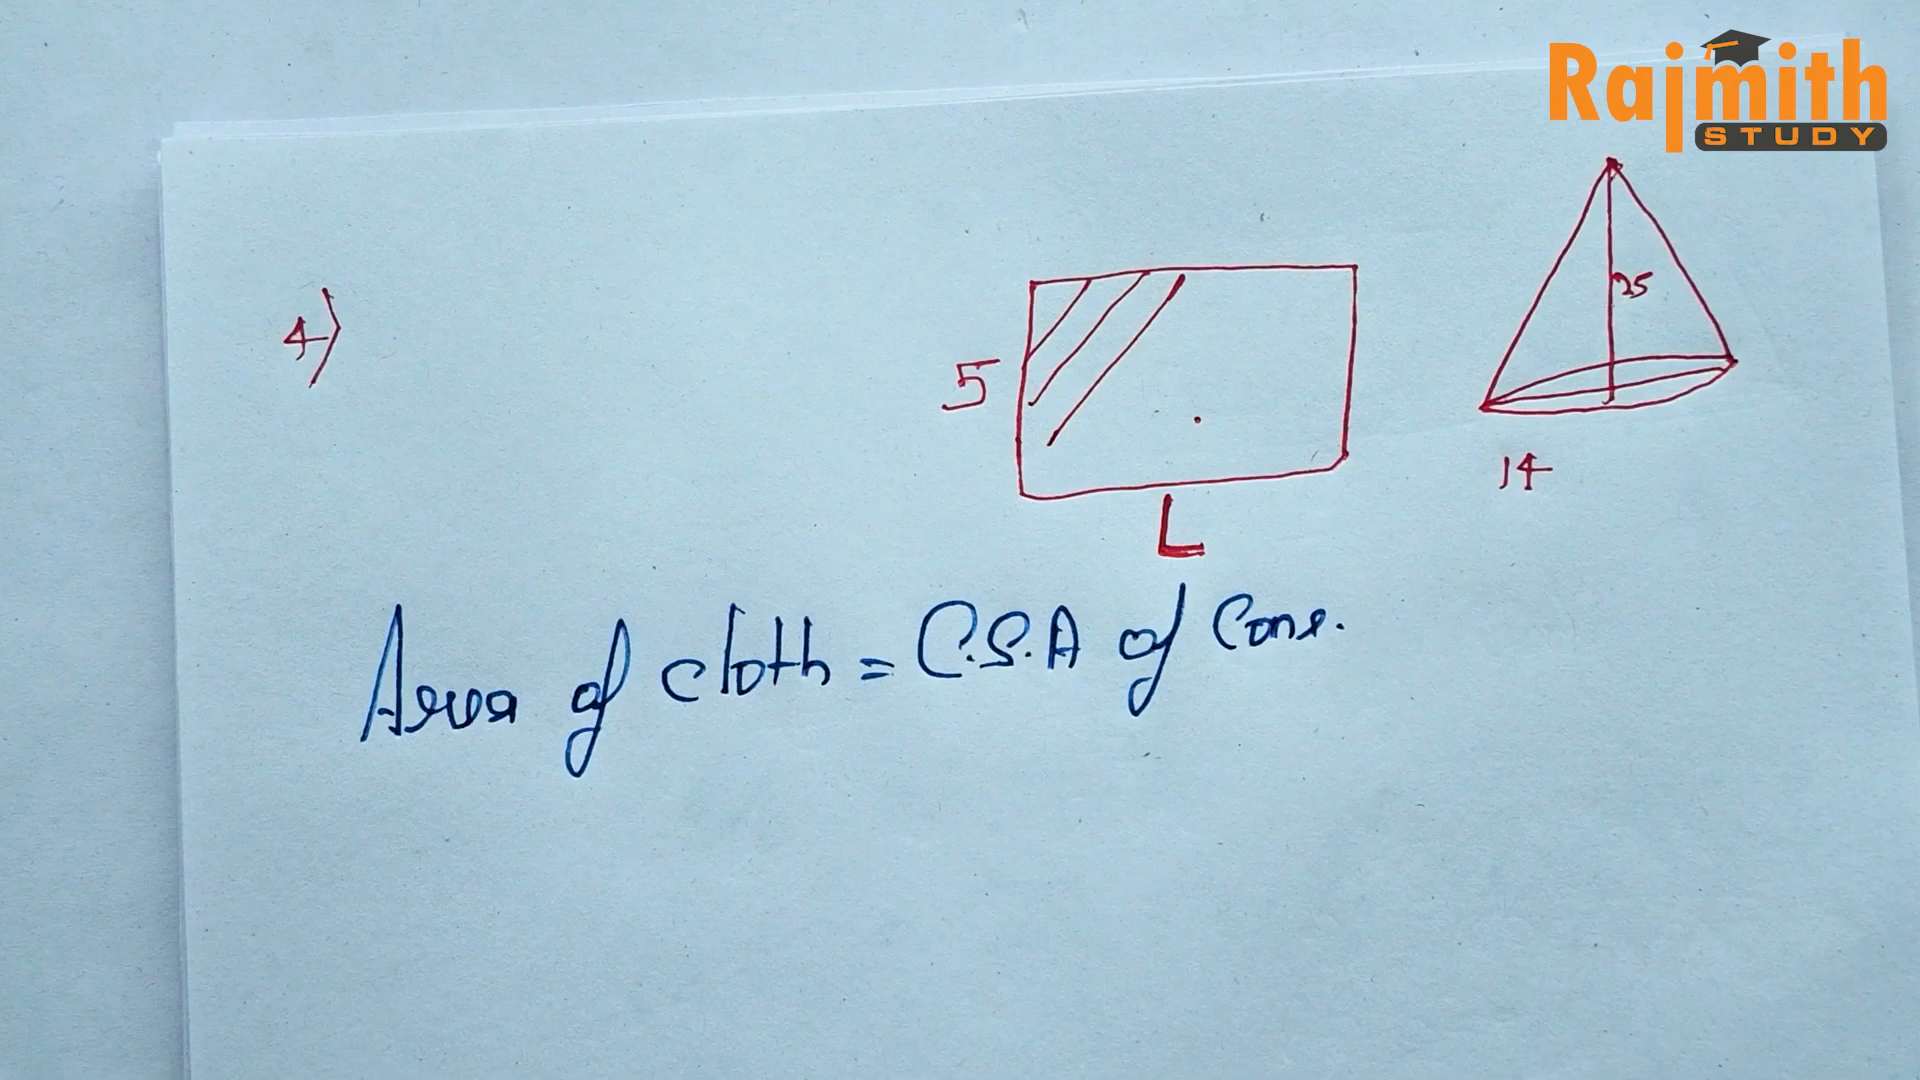 Rajmith
STUDY
4)
5
25
14
L
Area of cloth = C.S.A of Cone.